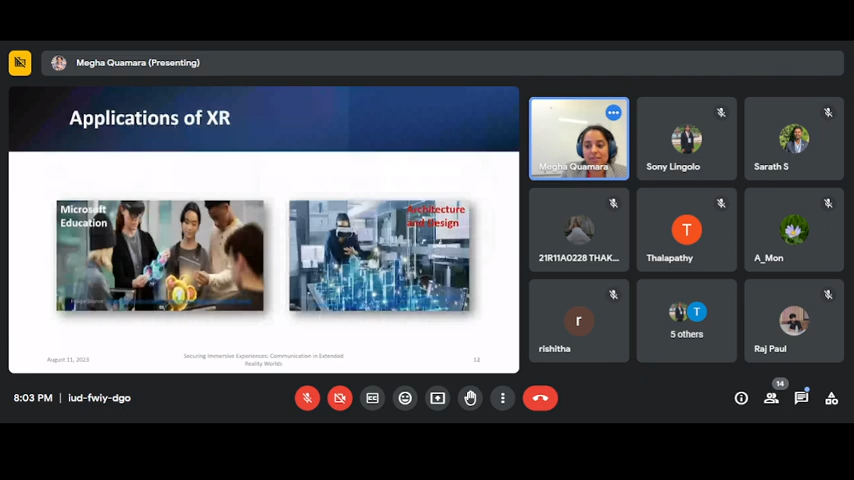 Megha Quamara (Presenting)
Applications of XR
Microsoft
Education
Architecture
and Design
August 11, 2023
Securing Immersive Experiences: Communication in Extended
Reality Worlds
12
Megha Quamara
Sony Lingolo
Sarath S
21R11A0228 THAK...
T
Thalapathy
A_Mon
r
rishitha
T
5 others
Raj Paul
8:03 PM | iud-fwiy-dgo
14